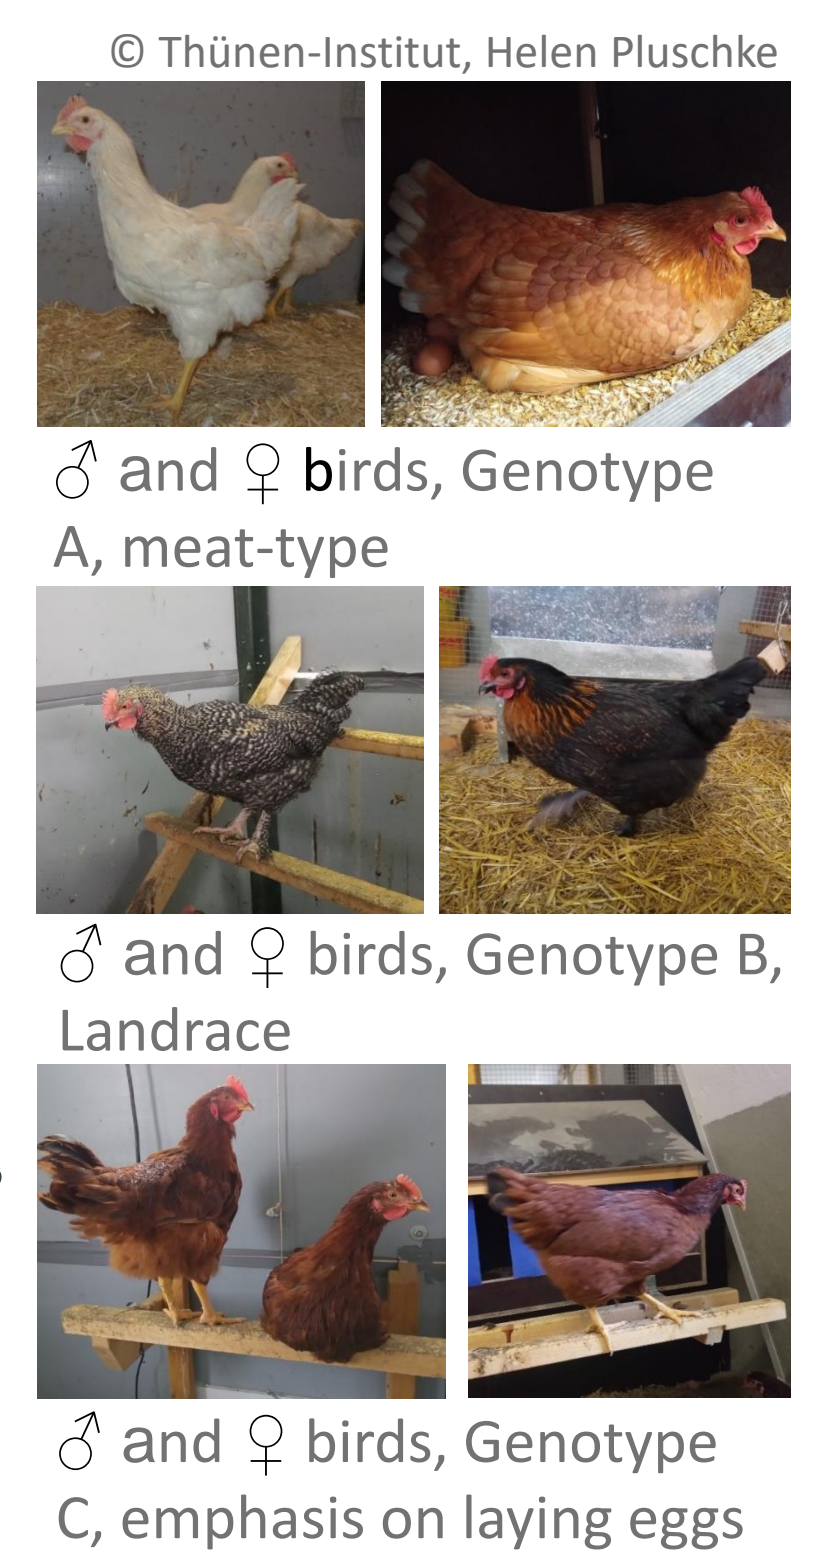 © Thünen-Institut, Helen Pluschke
♂ and ♀ birds, Genotype
A, meat-type
♂ and ♀ birds, Genotype B,
Landrace
♂ and ♀ birds, Genotype
C, emphasis on laying eggs